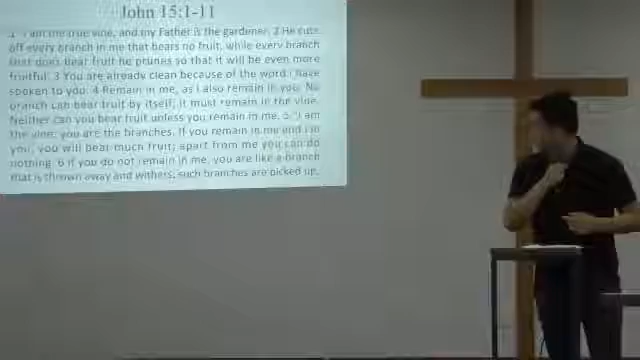 John 15:1-11
1 "I am the true vine, and my Father is the gardener. 2 He cuts
off every branch in me that bears no fruit, while every branch
that does bear fruit he prunes so that it will be even more
fruitful. 3 You are already clean because of the word I have
spoken to you. 4 Remain in me, as I also remain in you. No
branch can bear fruit by itself; it must remain in the vine.
Neither can you bear fruit unless you remain in me. 5 "I am
the vine; you are the branches. If you remain in me and I in
you, you will bear much fruit; apart from me you can do
nothing. 6 If you do not remain in me, you are like a branch
that is thrown away and withers; such branches are picked up,